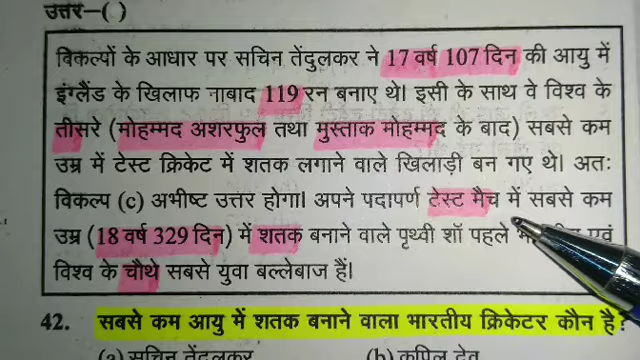 उत्तर–( )
विकल्पों के आधार पर सचिन तेंदुलकर ने 17 वर्ष 107 दिन की आयु में
इंग्लैंड के खिलाफ नाबाद 119 रन बनाए थे। इसी के साथ वे विश्व के
तीसरे (मोहम्मद अशरफुल तथा मुस्ताक मोहम्मद के बाद) सबसे कम
उम्र में टेस्ट क्रिकेट में शतक लगाने वाले खिलाड़ी बन गए थे। अतः
विकल्प (c) अभीष्ट उत्तर होगा। अपने पदार्पण टेस्ट मैच में सबसे कम
उम्र (18 वर्ष 329 दिन) में शतक बनाने वाले पृथ्वी शॉ पहले एवं
विश्व के चौथे सबसे युवा बल्लेबाज हैं।
42. सबसे कम आयु में शतक बनाने वाला भारतीय क्रिकेटर कौन है?
(a) सचिन तेंदुलकर (b) कपिल देव